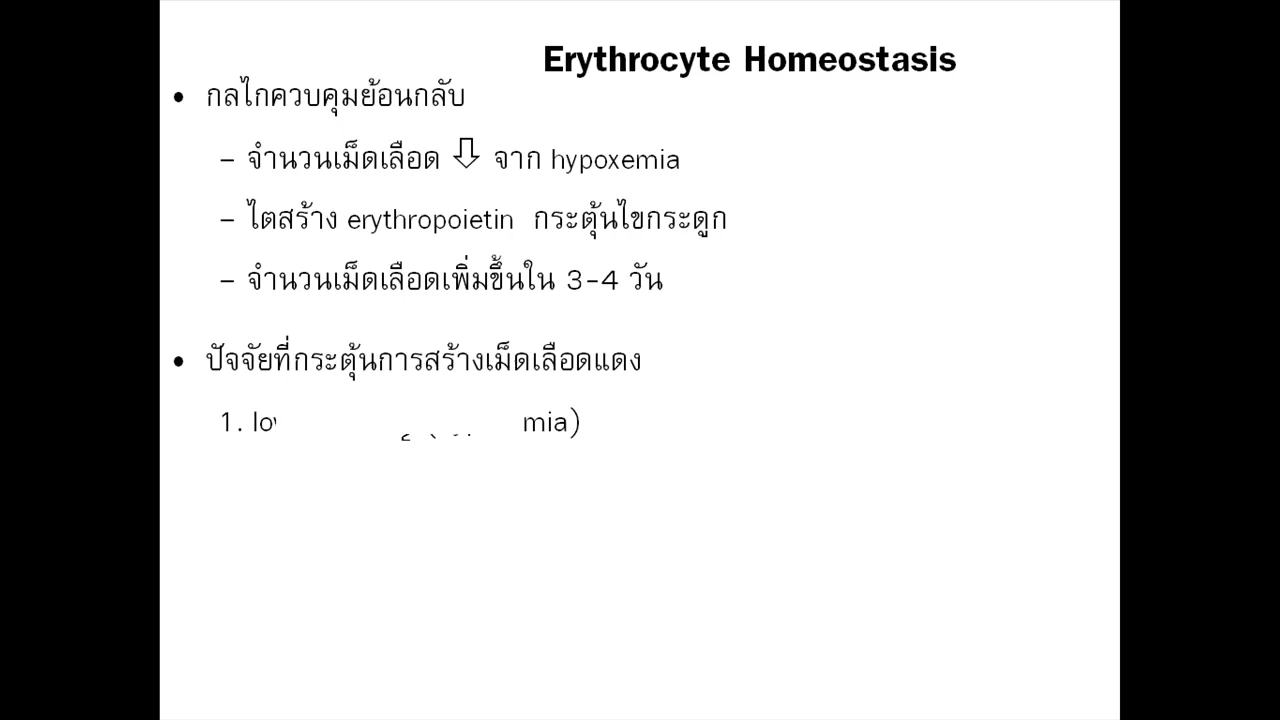 Erythrocyte Homeostasis
• กลไกควบคุมย้อนกลับ
– จำนวนเม็ดเลือด ⇩ จาก hypoxemia
– ไตสร้าง erythropoietin กระตุ้นไขกระดูก
– จำนวนเม็ดเลือดเพิ่มขึ้นใน 3-4 วัน
• ปัจจัยที่กระตุ้นการสร้างเม็ดเลือดแดง
1.